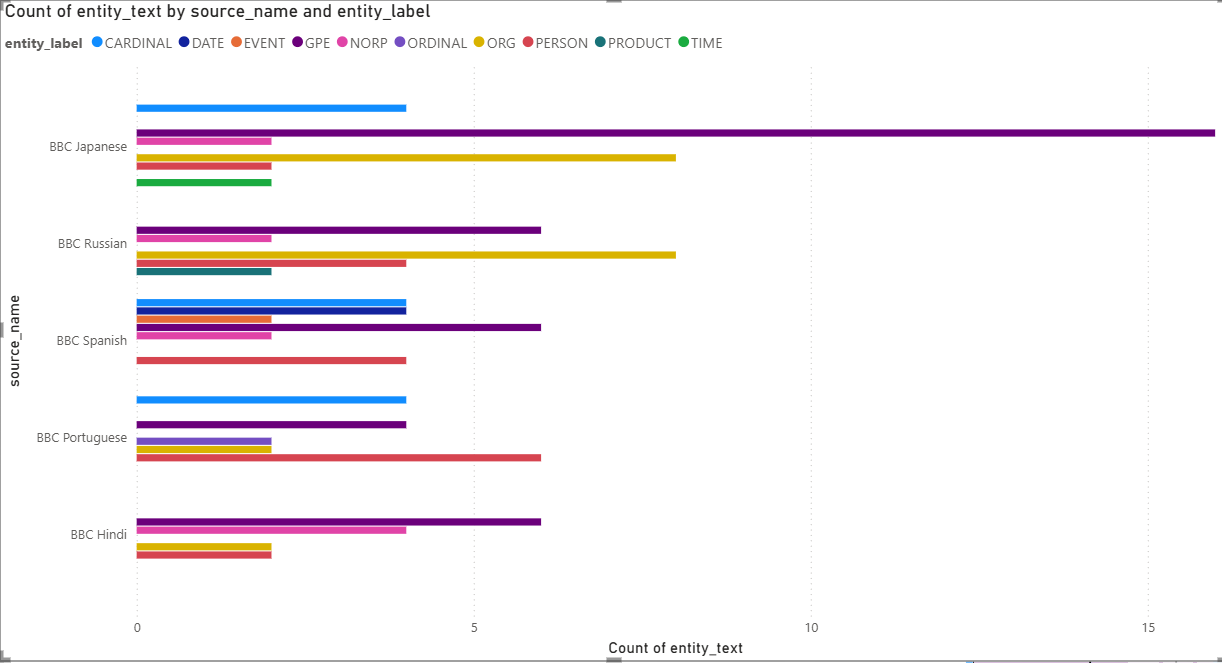 Count of entity_text by source_name and entity_label
entity_label CARDINAL DATE EVENT GPE NORP ORDINAL ORG PERSON PRODUCT TIME
BBC Japanese
BBC Russian
BBC Spanish
BBC Portuguese
BBC Hindi
source_name
0 5 10 15
Count of entity_text